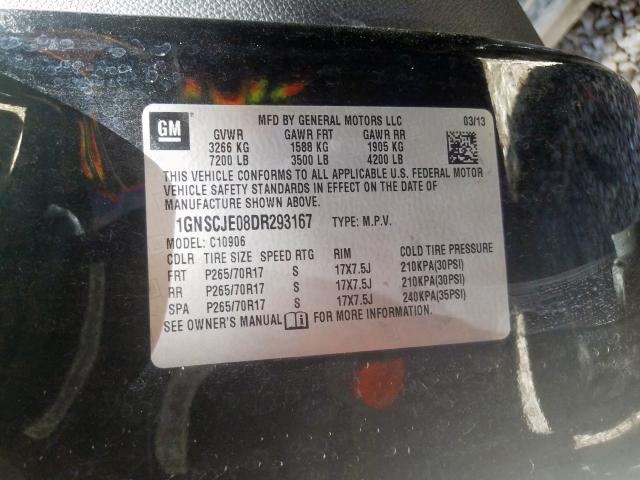 GM
MFD BY GENERAL MOTORS LLC 03/13
GVWR GAWR FRT GAWR RR
3266 KG 1588 KG 1905 KG
7200 LB 3500 LB 4200 LB
THIS VEHICLE CONFORMS TO ALL APPLICABLE U.S. FEDERAL MOTOR
VEHICLE SAFETY STANDARDS IN EFFECT ON THE DATE OF
MANUFACTURE SHOWN ABOVE.
1GNSCJE08DR293167 TYPE: M.P.V.
MODEL: C10906
CDLR TIRE SIZE SPEED RTG RIM COLD TIRE PRESSURE
FRT P265/70R17 S 17X7.5J 210KPA(30PSI)
RR P265/70R17 S 17X7.5J 210KPA(30PSI)
SPA P265/70R17 S 17X7.5J 240KPA(35PSI)
SEE OWNER'S MANUAL FOR MORE INFORMATION.